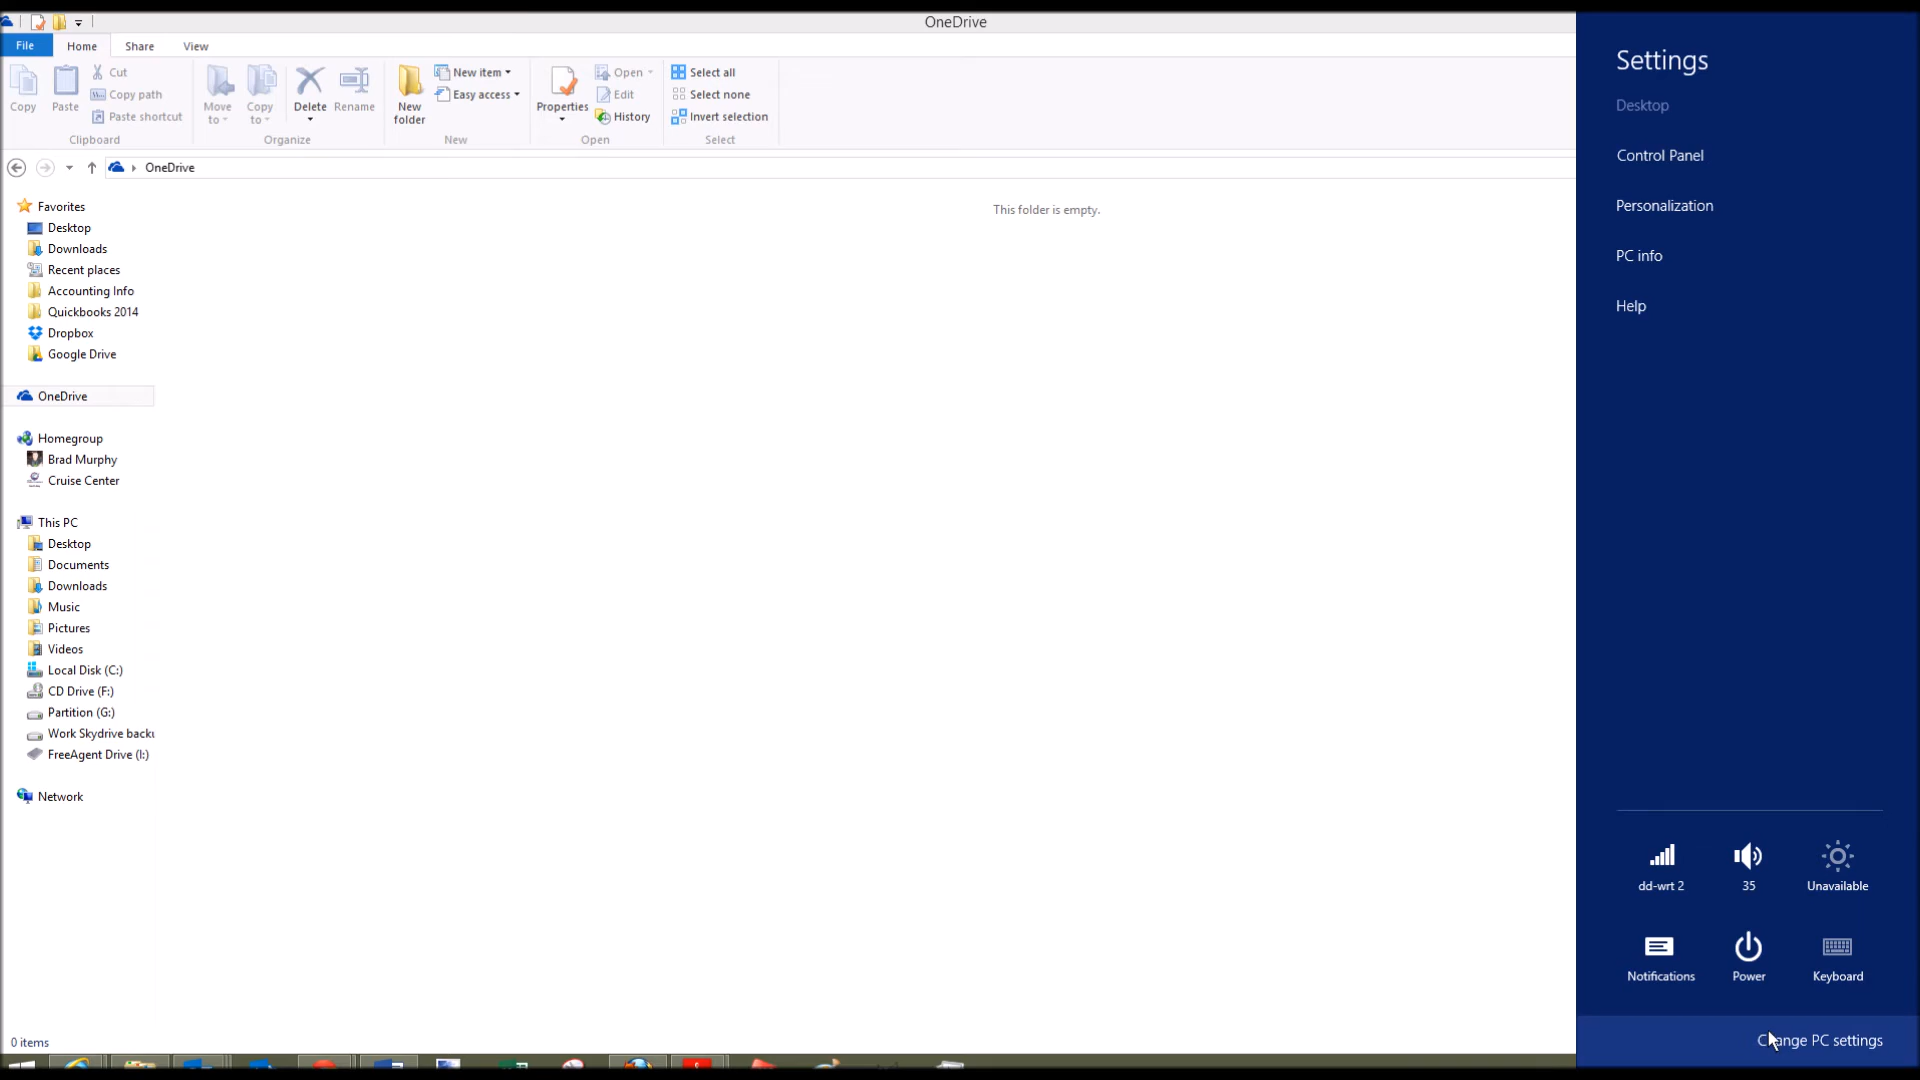 OneDrive
File Home Share View
Copy Paste Cut Copy path Paste shortcut
Move to Copy to Delete Rename
New folder New item Easy access
Properties Open Edit History
Select all Select none Invert selection
Clipboard Organize New Open Select
OneDrive
Favorites
Desktop
Downloads
Recent places
Accounting Info
Quickbooks 2014
Dropbox
Google Drive
OneDrive
Homegroup
Brad Murphy
Cruise Center
This PC
Desktop
Documents
Downloads
Music
Pictures
Videos
Local Disk (C:)
CD Drive (F:)
Partition (G:)
Work Skydrive backu
FreeAgent Drive (I:)
Network
This folder is empty.
0 items
Settings
Desktop
Control Panel
Personalization
PC info
Help
dd-wrt 2 35 Unavailable
Notifications Power Keyboard
Change PC settings